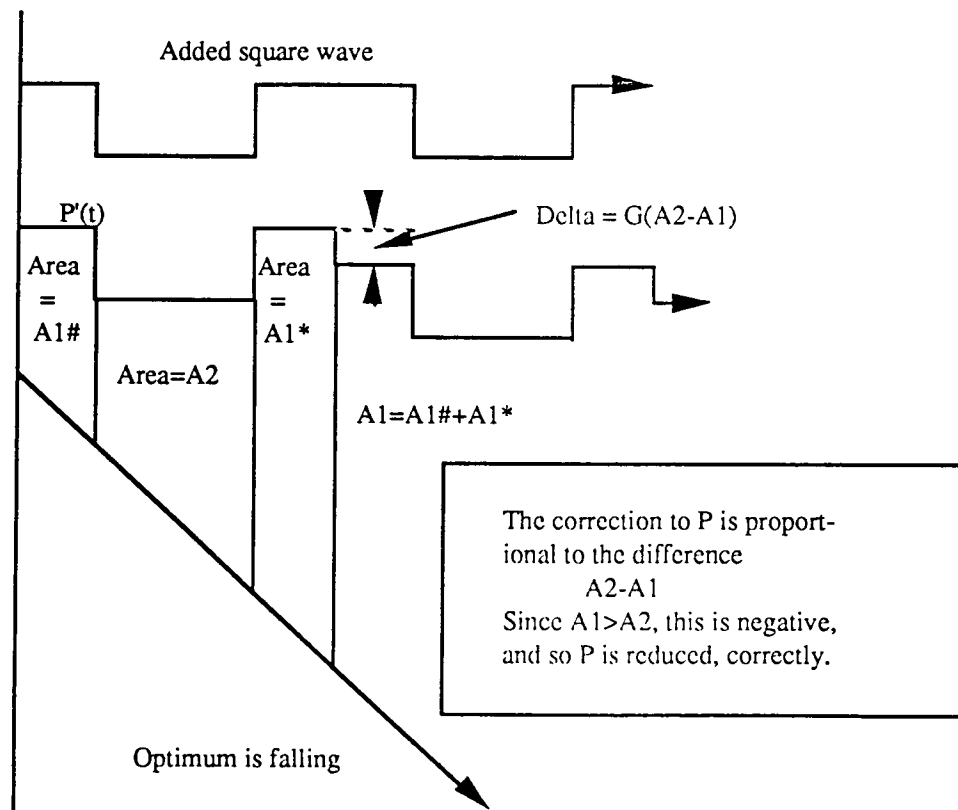 Added square wave
P'(t)
Delta = G(A2-A1)
Area
=
A1#
Area
=
A1*
Area=A2
A1=A1#+A1*
The correction to P is proport-
ional to the difference
A2-A1
Since A1>A2, this is negative,
and so P is reduced, correctly.
Optimum is falling